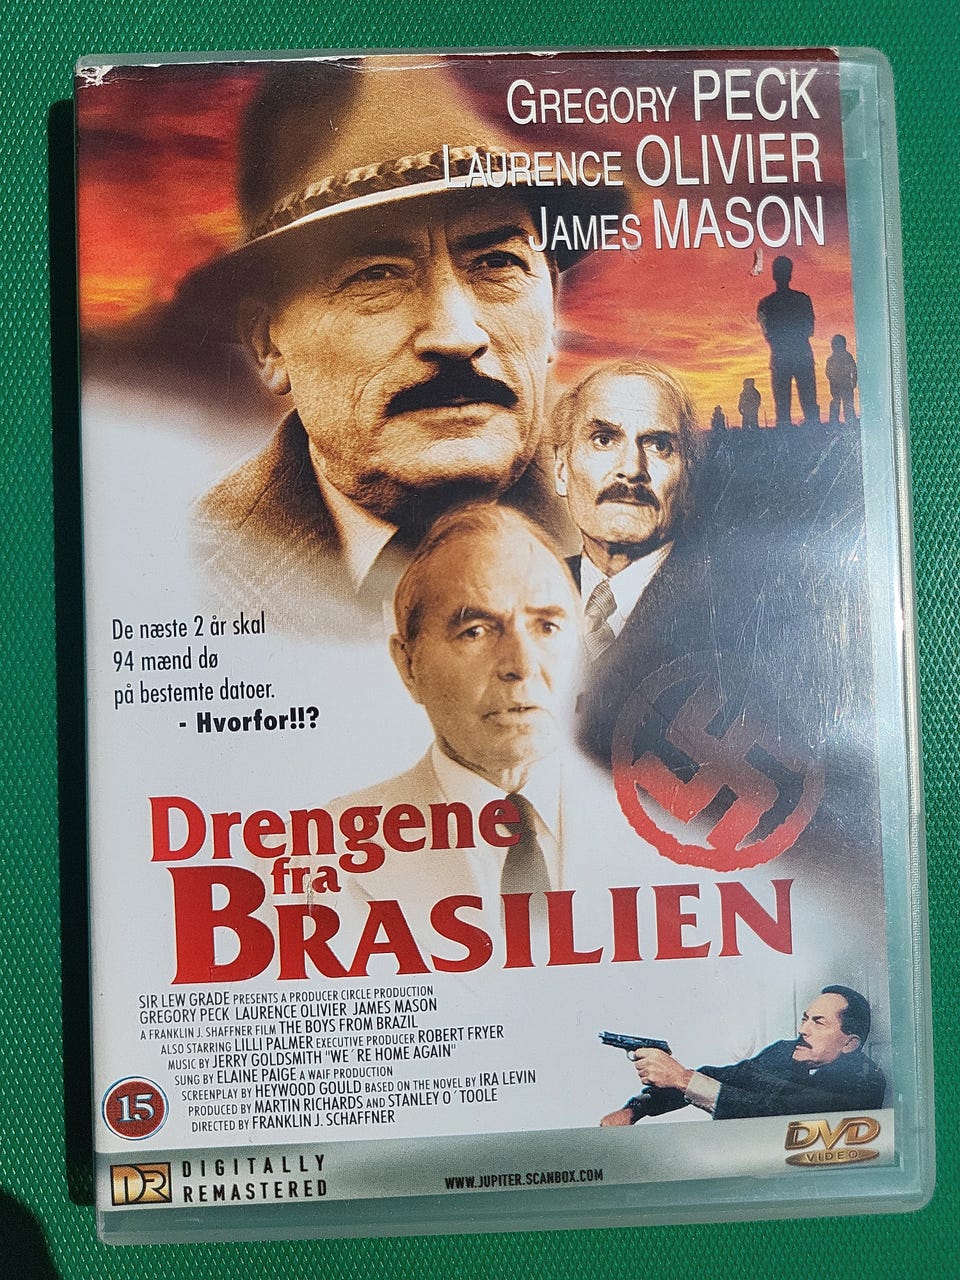 GREGORY PECK
LAURENCE OLIVIER
JAMES MASON
De næste 2 år skal
94 mænd dø
på bestemte datoer.
- Hvorfor!!?
Drengene
fra
BRASILIEN
SIR LEW GRADE PRESENTS A PRODUCER CIRCLE PRODUCTION
GREGORY PECK LAURENCE OLIVIER JAMES MASON
A FRANKLIN J. SHAFFNER FILM THE BOYS FROM BRAZIL
ALSO STARRING LILLI PALMER EXECUTIVE PRODUCER ROBERT FRYER
MUSIC BY JERRY GOLDSMITH "WE´RE HOME AGAIN"
SUNG BY ELAINE PAIGE A WAIF PRODUCTION
SCREENPLAY BY HEYWOOD GOULD BASED ON THE NOVEL BY IRA LEVIN
PRODUCED BY MARTIN RICHARDS AND STANLEY O´TOOLE
DIRECTED BY FRANKLIN J. SCHAFFNER
15
DR DIGITALLY
REMASTERED
WWW.JUPITER.SCANBOX.COM
DVD
VIDEO